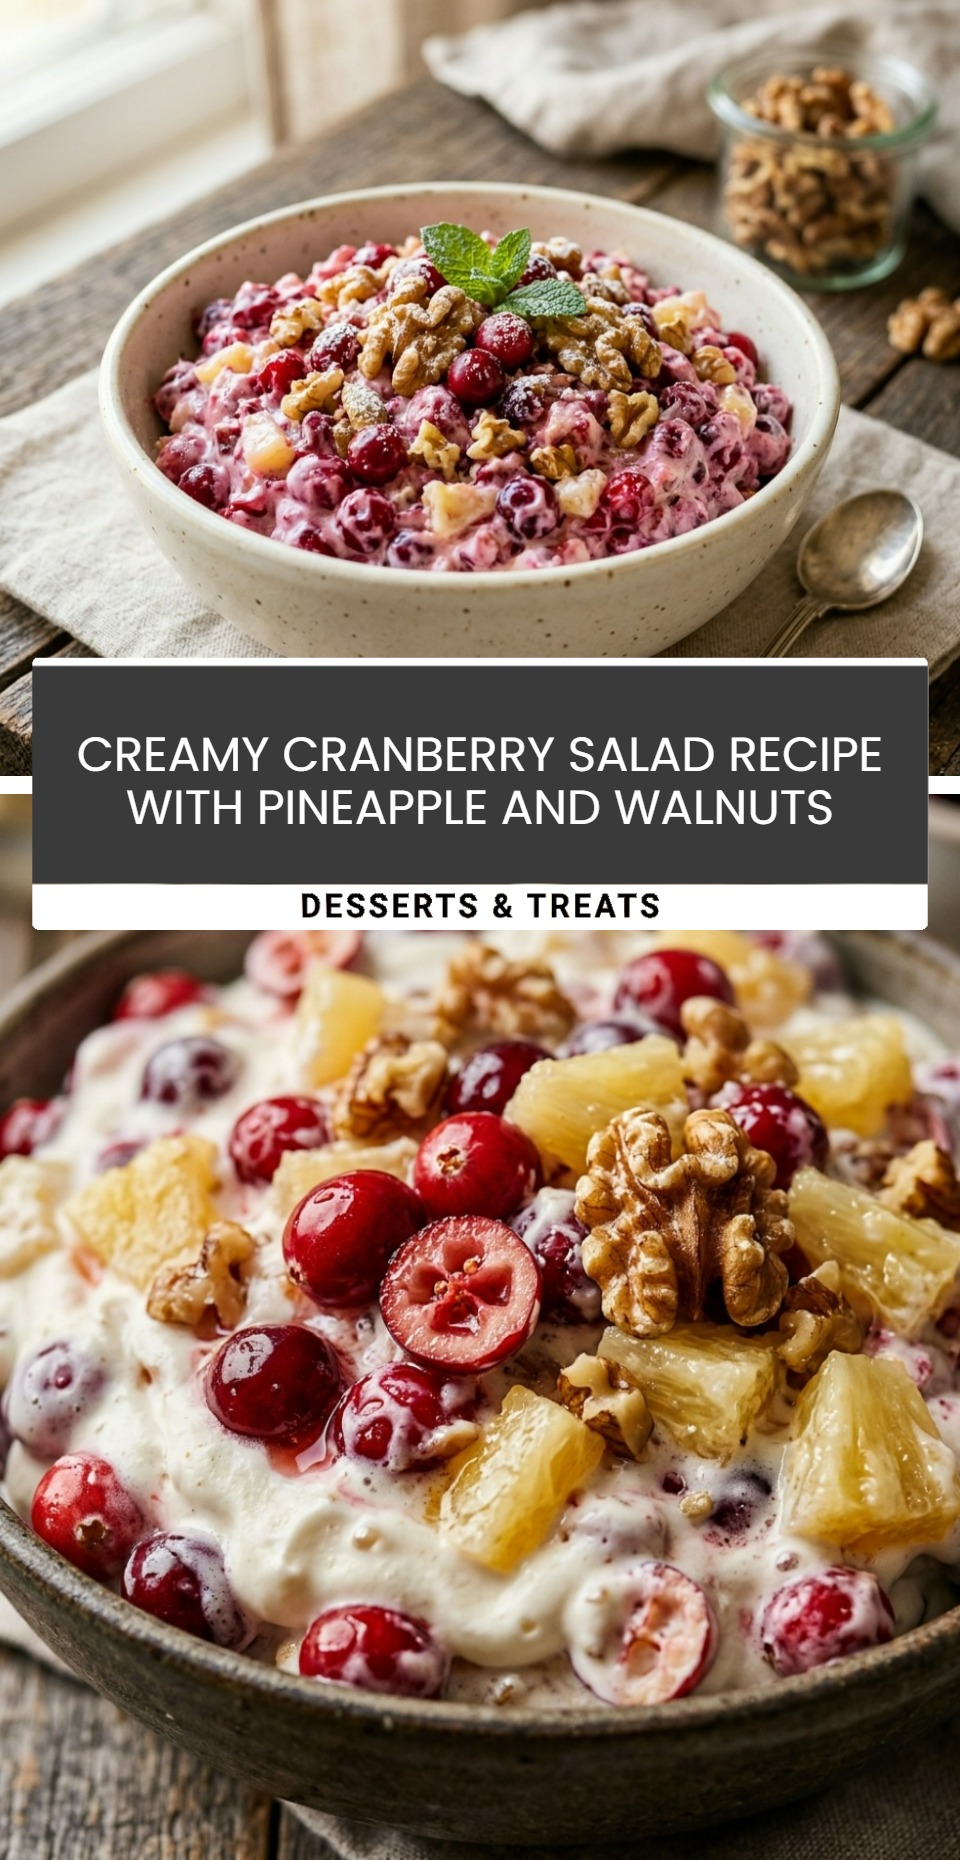 CREAMY CRANBERRY SALAD RECIPE
WITH PINEAPPLE AND WALNUTS
DESSERTS & TREATS